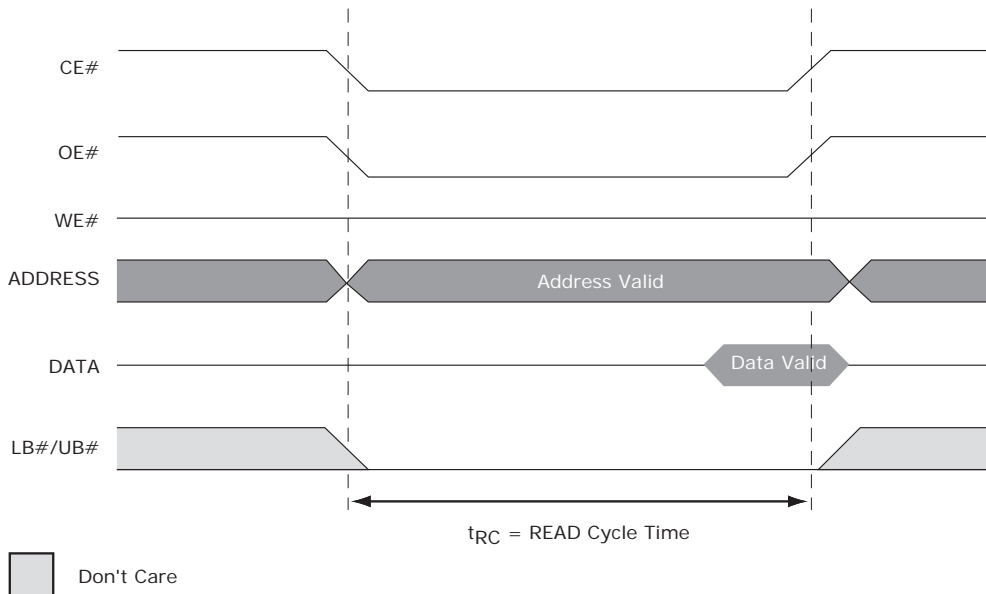 CE#
OE#
WE#
ADDRESS
Address Valid
DATA
Data Valid
LB#/UB#
tRC = READ Cycle Time
Don't Care